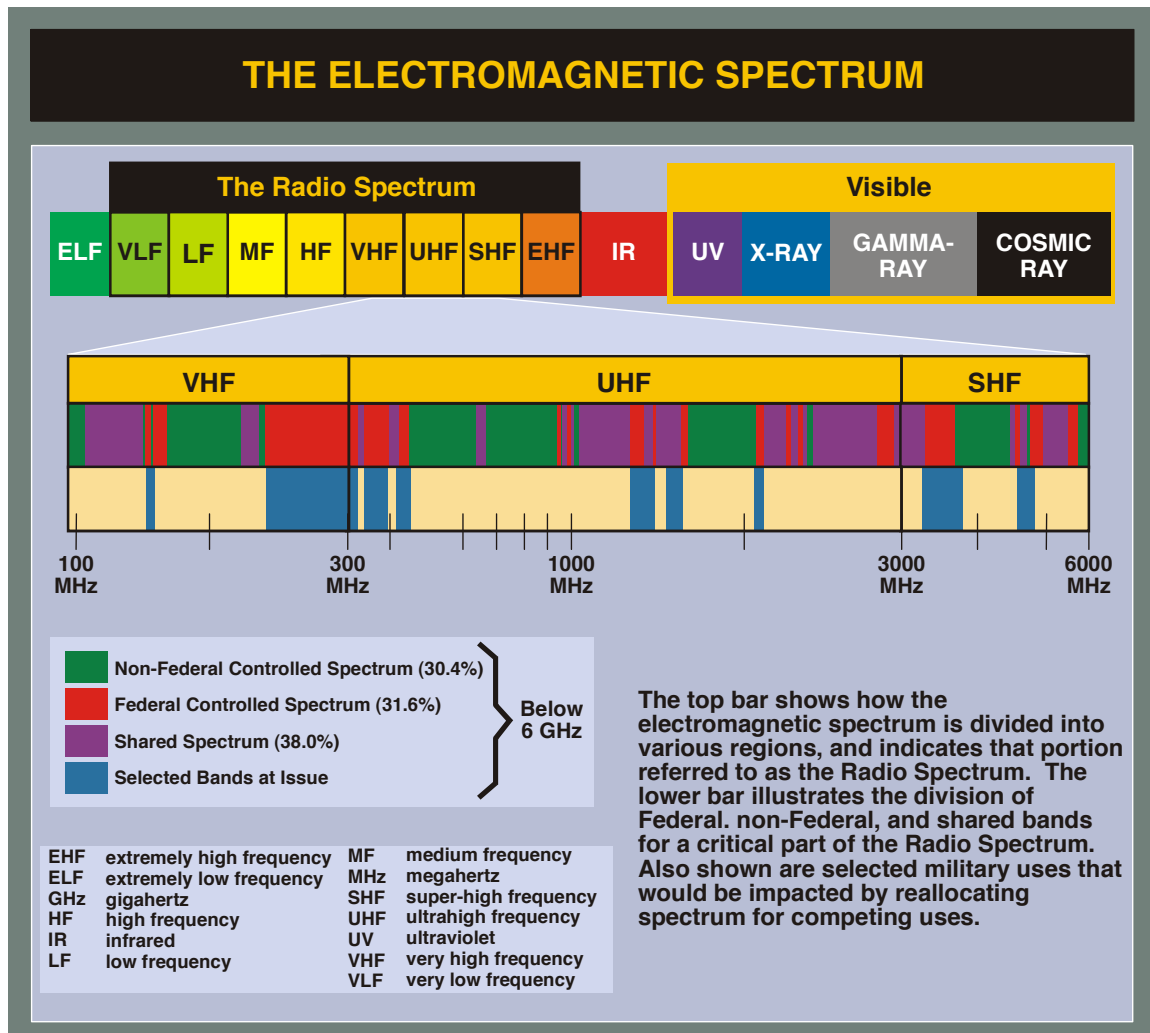 THE ELECTROMAGNETIC SPECTRUM
The Radio Spectrum
Visible
ELF
VLF
LF
MF
HF
VHF
UHF
SHF
EHF
IR
UV
X-RAY
GAMMA-
RAY
COSMIC
RAY
VHF
UHF
SHF
100
MHz
300
MHz
1000
MHz
3000
MHz
6000
MHz
Non-Federal Controlled Spectrum (30.4%)
Federal Controlled Spectrum (31.6%)
Shared Spectrum (38.0%)
Selected Bands at Issue
Below
6 GHz
The top bar shows how the
electromagnetic spectrum is divided into
various regions, and indicates that portion
referred to as the Radio Spectrum. The
lower bar illustrates the division of
Federal. non-Federal, and shared bands
for a critical part of the Radio Spectrum.
Also shown are selected military uses that
would be impacted by reallocating
spectrum for competing uses.
EHF extremely high frequency
ELF extremely low frequency
GHz gigahertz
HF high frequency
IR infrared
LF low frequency
MF medium frequency
MHz megahertz
SHF super-high frequency
UHF ultrahigh frequency
UV ultraviolet
VHF very high frequency
VLF very low frequency